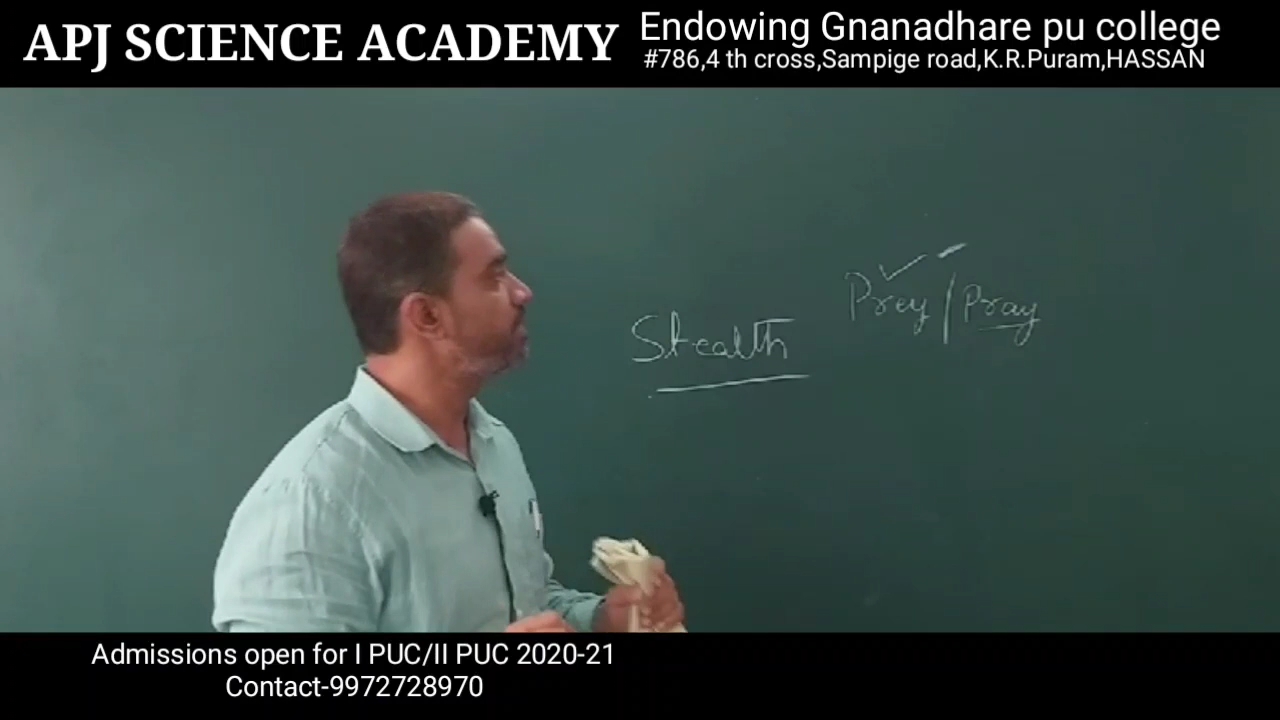 APJ SCIENCE ACADEMY
Endowing Gnanadhare pu college
#786,4 th cross,Sampige road,K.R.Puram,HASSAN
Prey / Pray
Stealth
Admissions open for I PUC/II PUC 2020-21
Contact-9972728970